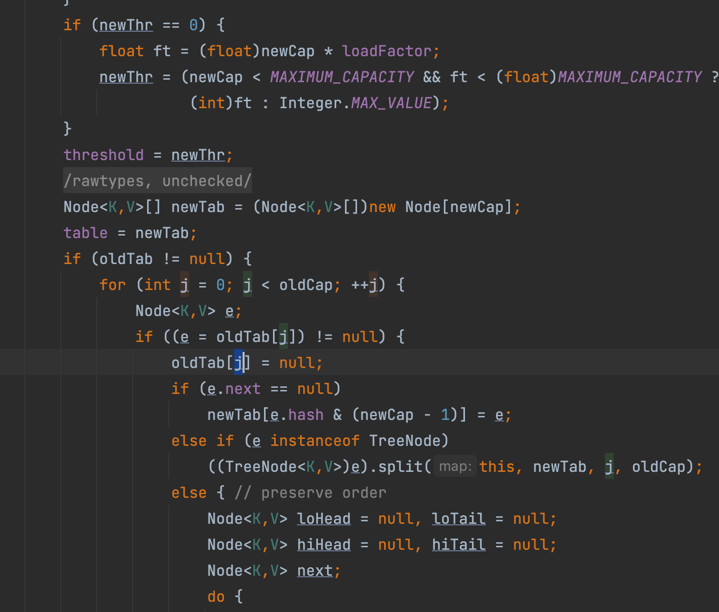 }
if (newThr == 0) {
float ft = (float)newCap * loadFactor;
newThr = (newCap < MAXIMUM_CAPACITY && ft < (float)MAXIMUM_CAPACITY ?
(int)ft : Integer.MAX_VALUE);
}
threshold = newThr;
/rawtypes, unchecked/
Node<K,V>[] newTab = (Node<K,V>[])new Node[newCap];
table = newTab;
if (oldTab != null) {
for (int j = 0; j < oldCap; ++j) {
Node<K,V> e;
if ((e = oldTab[j]) != null) {
oldTab[j] = null;
if (e.next == null)
newTab[e.hash & (newCap - 1)] = e;
else if (e instanceof TreeNode)
((TreeNode<K,V>)e).split( map: this, newTab, j, oldCap);
else { // preserve order
Node<K,V> loHead = null, loTail = null;
Node<K,V> hiHead = null, hiTail = null;
Node<K,V> next;
do {